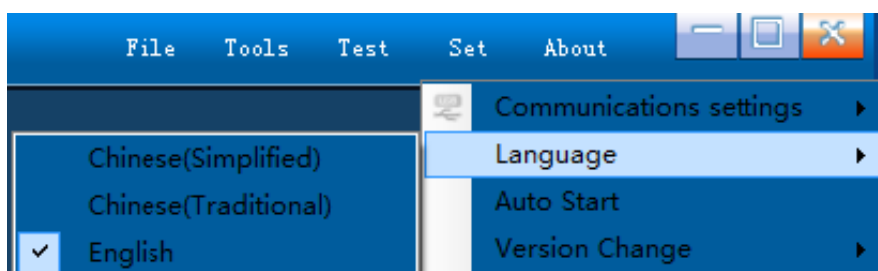 File Tools Test Set About
Communications settings
Language
Auto Start
Version Change
Chinese(Simplified)
Chinese(Traditional)
English